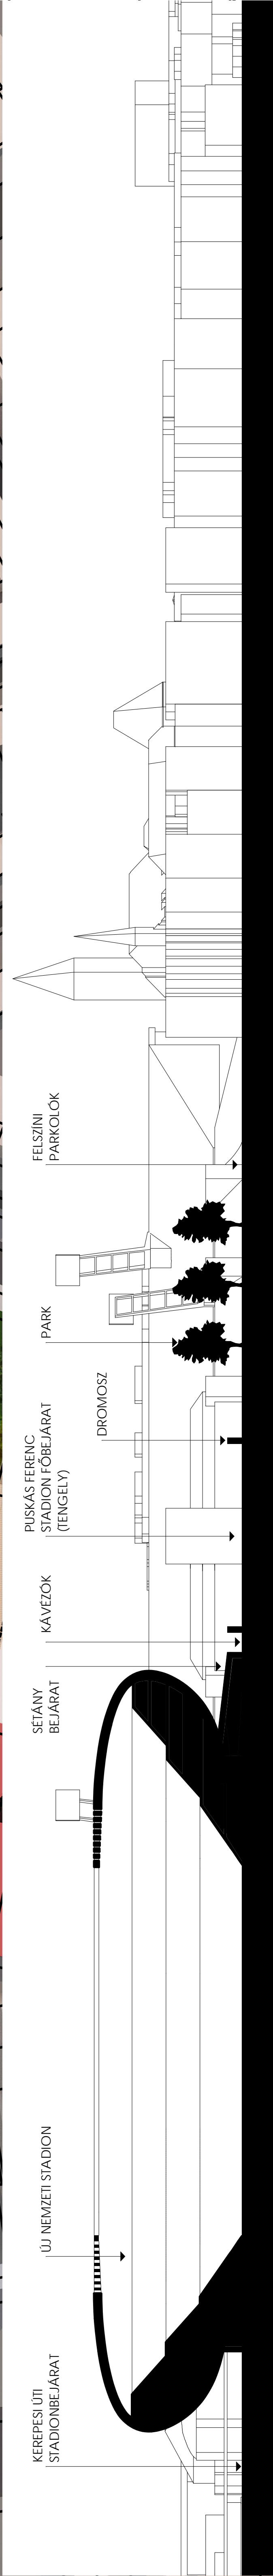 KEREPESI ÚTI
STADIONBEJÁRAT
ÚJ NEMZETI STADION
SÉTÁNY
BEJÁRAT
KÁVÉZÓK
PUSKÁS FERENC
STADION FŐBEJÁRAT
(TENGELY)
DROMOSZ
PARK
FELSZÍNI
PARKOLÓK